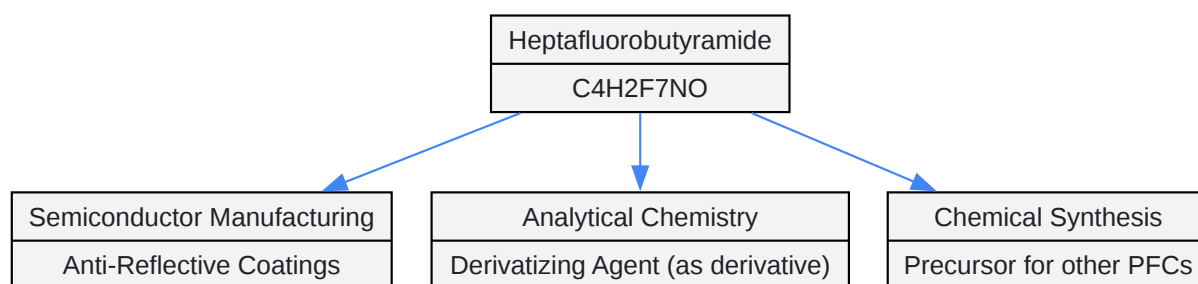 Heptafluorobutyramide
C4H2F7NO
Semiconductor Manufacturing
Anti-Reflective Coatings
Analytical Chemistry
Derivatizing Agent (as derivative)
Chemical Synthesis
Precursor for other PFCs